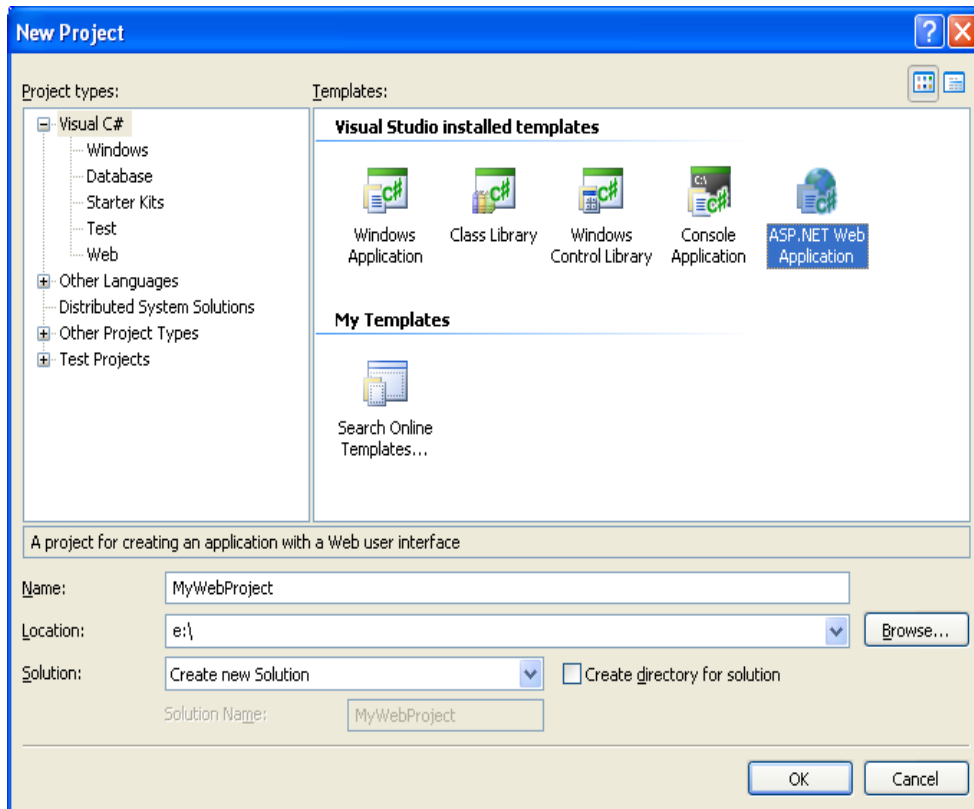 New Project
Project types:
Templates:
Visual C#
Windows
Database
Starter Kits
Test
Web
Other Languages
Distributed System Solutions
Other Project Types
Test Projects
Visual Studio installed templates
Windows
Application
Class Library
Windows
Control Library
Console
Application
ASP.NET Web
Application
My Templates
Search Online
Templates...
A project for creating an application with a Web user interface
Name:
MyWebProject
Location:
e:\
Browse...
Solution:
Create new Solution
Create directory for solution
Solution Name:
MyWebProject
OK
Cancel